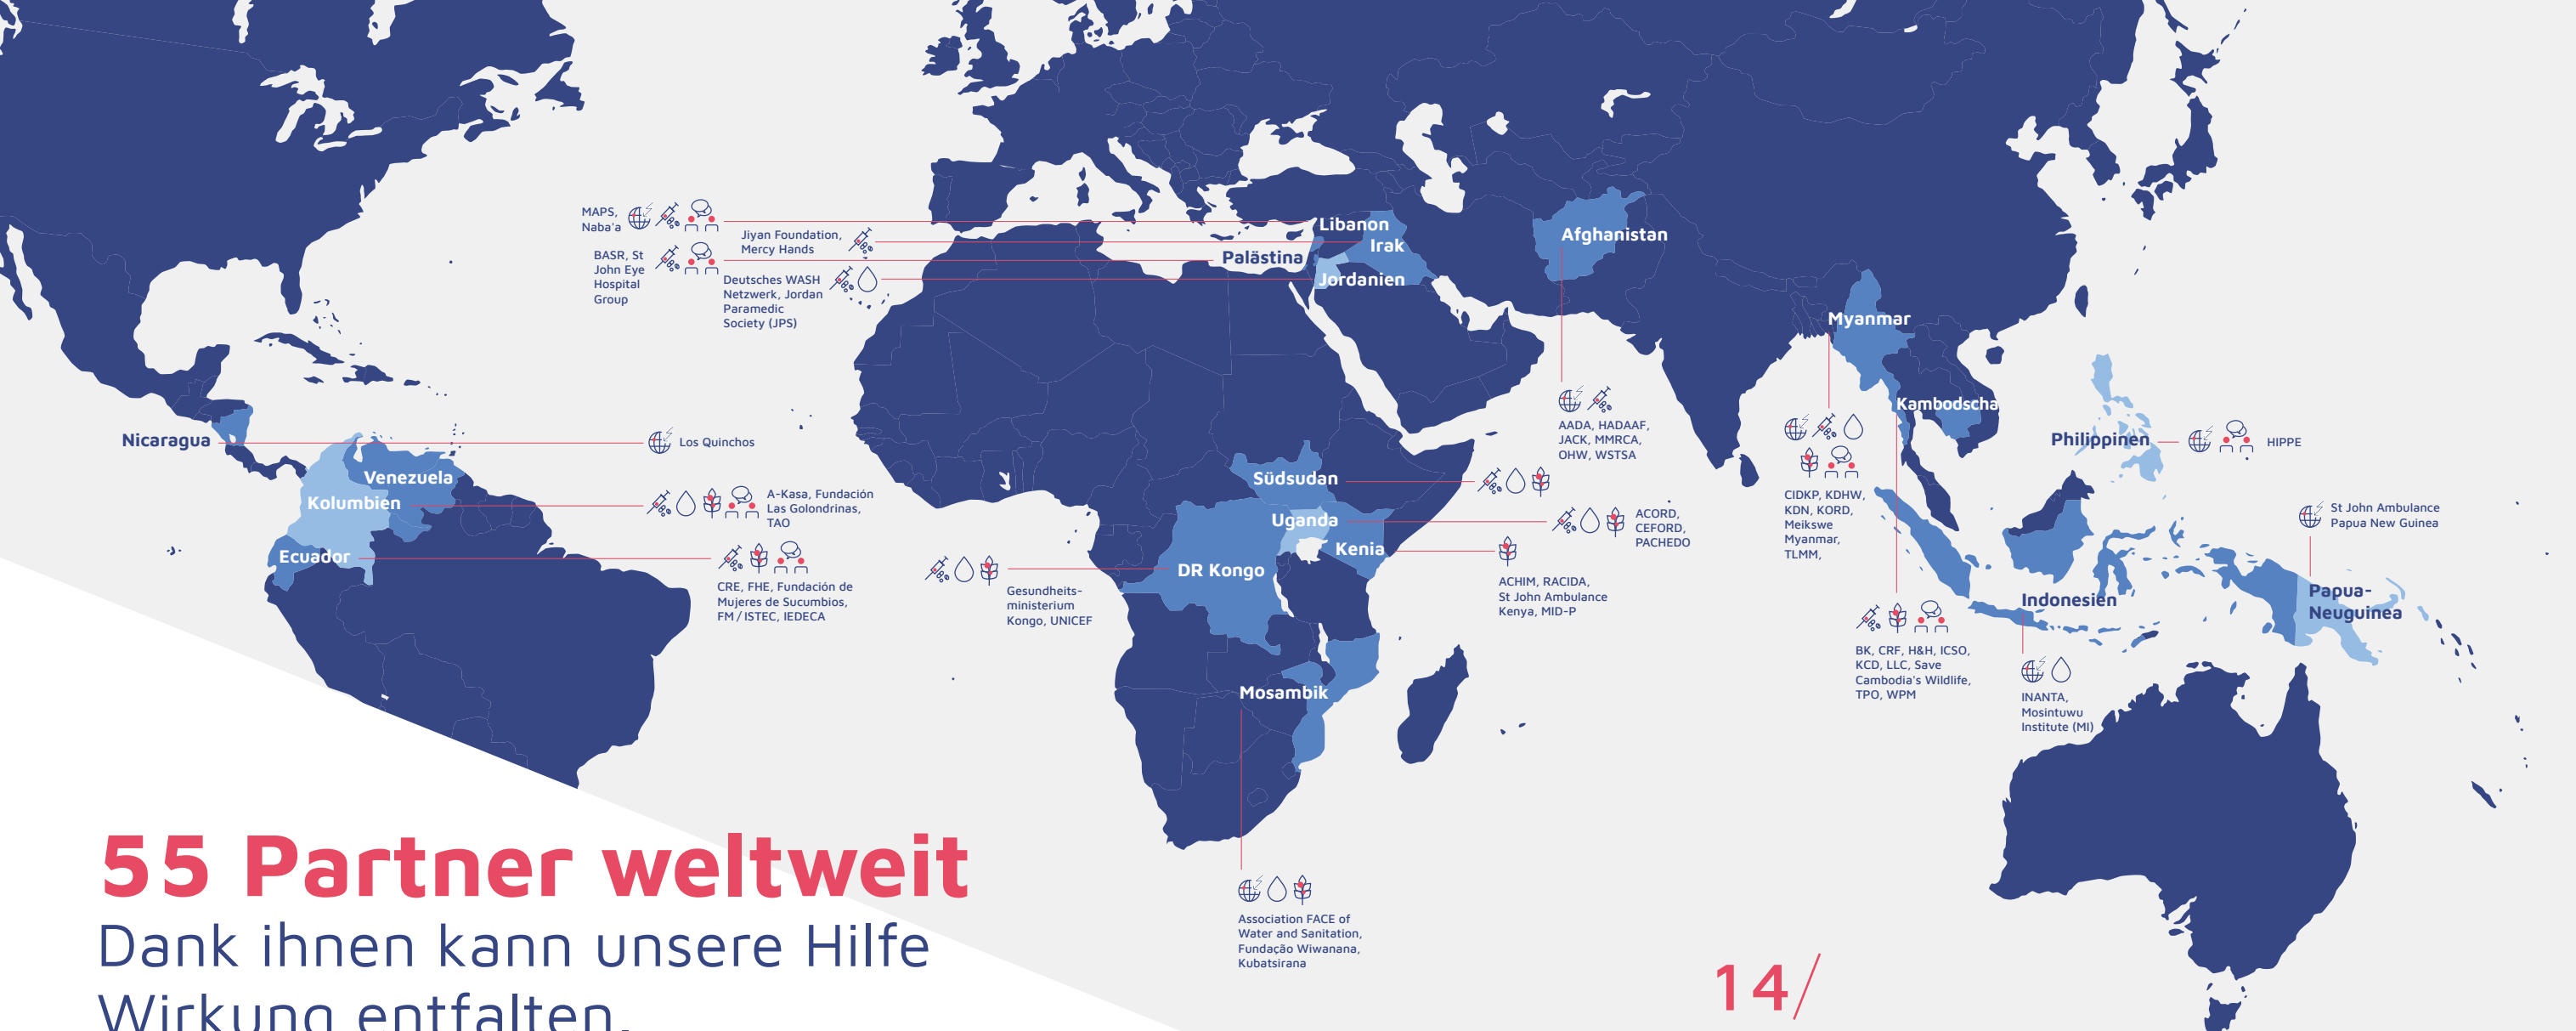 MAPS,
Naba'a
Jiyan Foundation,
Mercy Hands
BASR, St
John Eye
Hospital
Group
Deutsches WASH
Netzwerk, Jordan
Paramedic
Society (JPS)
Libanon
Irak
Palästina
Jordanien
Afghanistan
AADA, HADAAF,
JACK, MMRCA,
OHW, WSTSA
Myanmar
CIDKP, KDHW,
KDN, KORD,
Meikswe
Myanmar,
TLMM,
Kambodscha
BK, CRF, H&H, ICSO,
KCD, LLC, Save
Cambodia's Wildlife,
TPO, WPM
Philippinen
HIPPE
St John Ambulance
Papua New Guinea
Papua-
Neuguinea
Indonesien
INANTA,
Mosintuwu
Institute (MI)
Nicaragua
Los Quinchos
Venezuela
Kolumbien
A-Kasa, Fundación
Las Golondrinas,
TAO
Ecuador
CRE, FHE, Fundación de
Mujeres de Sucumbios,
FM / ISTEC, IEDECA
Südsudan
Uganda
ACORD,
CEFORD,
PACHEDO
Kenia
ACHIM, RACIDA,
St John Ambulance
Kenya, MID-P
DR Kongo
Gesundheits-
ministerium
Kongo, UNICEF
Mosambik
Association FACE of
Water and Sanitation,
Fundação Wiwanana,
Kubatsirana
55 Partner weltweit
Dank ihnen kann unsere Hilfe
Wirkung entfalten.
14/